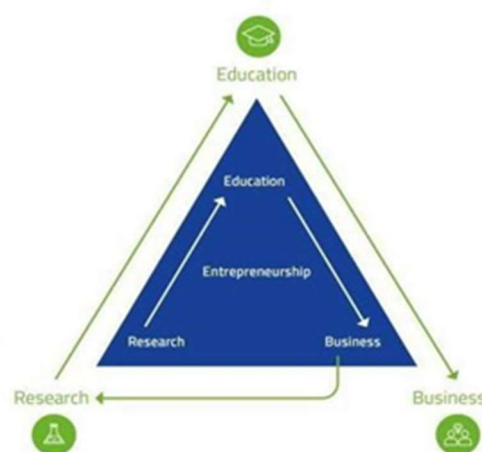 Education
Education
Entrepreneurship
Research
Business
Research
Business